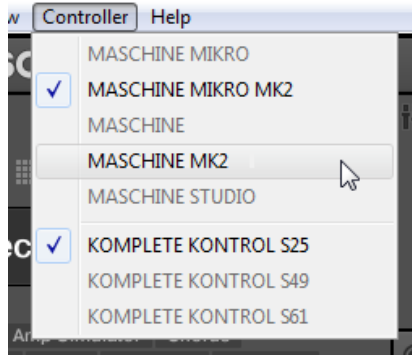 w Controller Help
MASCHINE MIKRO
MASCHINE MIKRO MK2
MASCHINE
MASCHINE MK2
MASCHINE STUDIO
KOMPLETE KONTROL S25
KOMPLETE KONTROL S49
KOMPLETE KONTROL S61